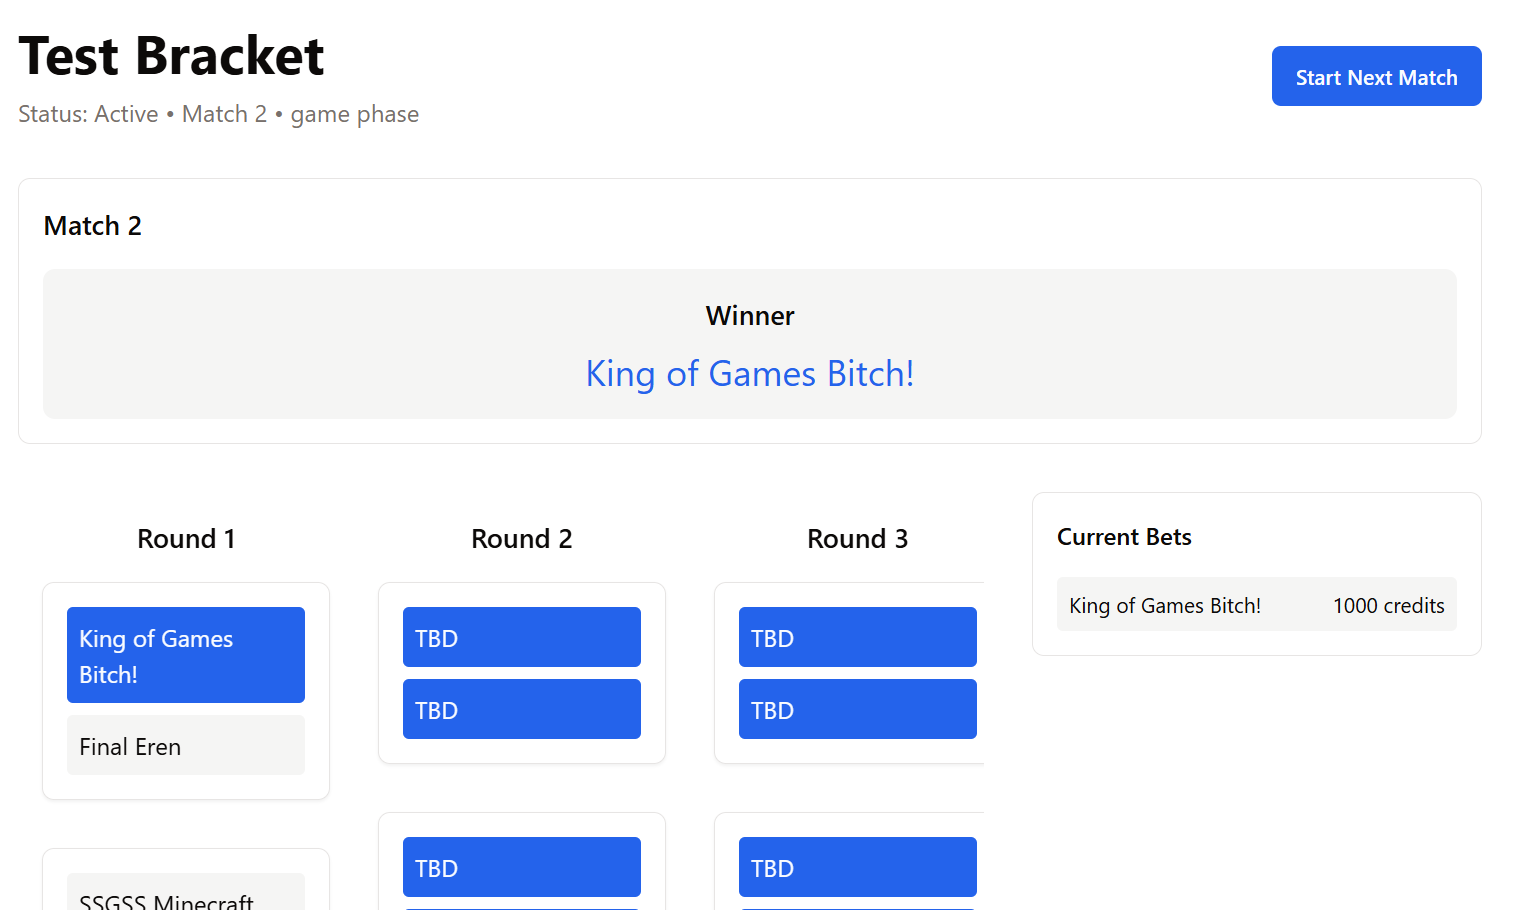 Test Bracket
Start Next Match
Status: Active • Match 2 • game phase
Match 2
Winner
King of Games Bitch!
Round 1
King of Games
Bitch!
Final Eren
SSGSS Minecraft
Round 2
TBD
TBD
TBD
Round 3
TBD
TBD
TBD
Current Bets
King of Games Bitch! 1000 credits